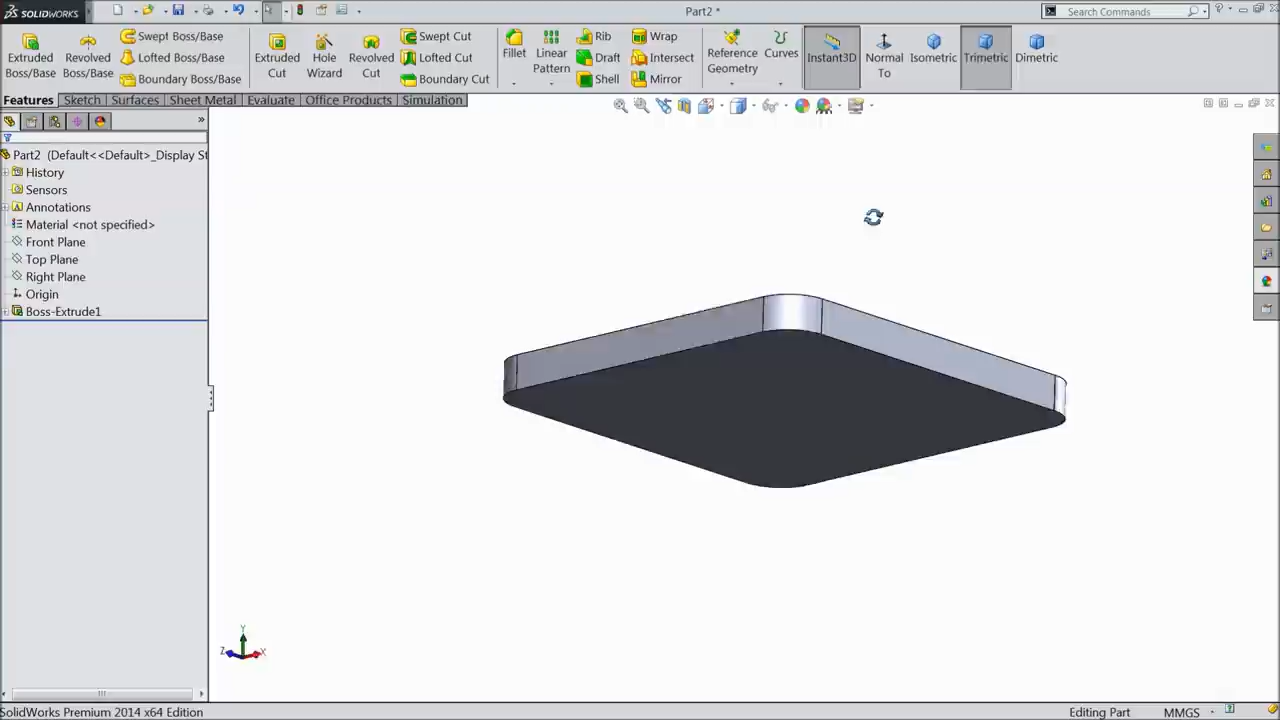 SOLIDWORKS
Part2 *
Search Commands
Extruded Boss/Base
Revolved Boss/Base
Swept Boss/Base
Lofted Boss/Base
Boundary Boss/Base
Extruded Cut
Hole Wizard
Revolved Cut
Swept Cut
Lofted Cut
Boundary Cut
Fillet
Linear Pattern
Rib
Draft
Shell
Wrap
Intersect
Mirror
Reference Geometry
Curves
Instant3D
Normal To
Isometric
Trimetric
Dimetric
Features
Sketch
Surfaces
Sheet Metal
Evaluate
Office Products
Simulation
Part2 (Default<<Default>_Display St
History
Sensors
Annotations
Material <not specified>
Front Plane
Top Plane
Right Plane
Origin
Boss-Extrude1
Y
Z
X
SolidWorks Premium 2014 x64 Edition
Editing Part
MMGS